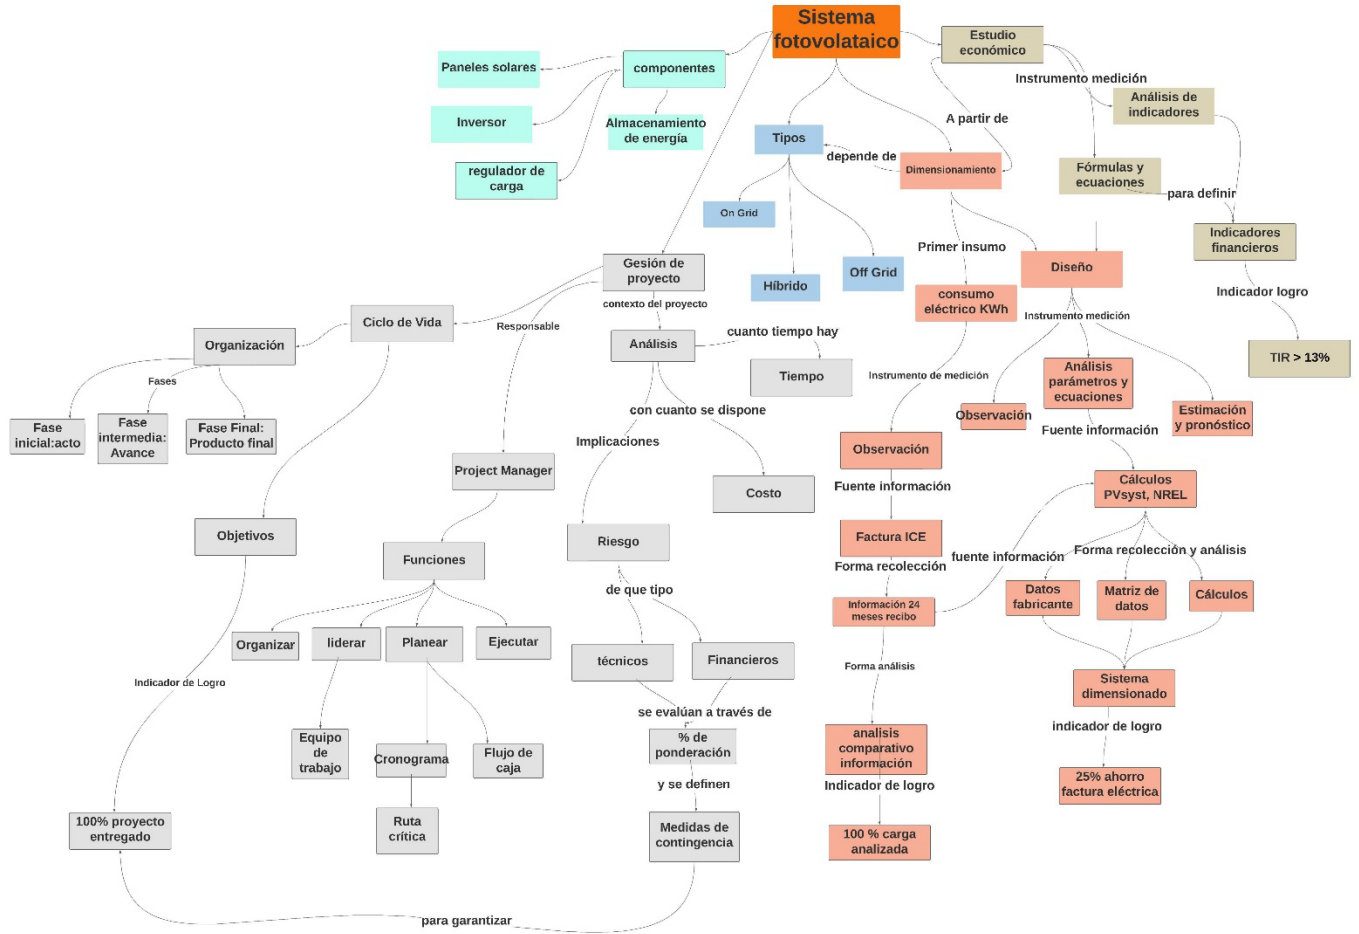 Sistema
fotovolataico
Estudio
económico
Paneles solares
componentes
Instrumento medición
Análisis de
indicadores
Inversor
Almacenamiento
de energía
A partir de
Tipos
depende de
Dimensionamiento
Fórmulas y
ecuaciones
regulador de
carga
para definir
On Grid
Indicadores
financieros
Primer insumo
Gesión de
proyecto
Off Grid
Diseño
Híbrido
consumo
eléctrico KWh
Indicador logro
contexto del proyecto
Ciclo de Vida
Responsable
Instrumento medición
cuanto tiempo hay
Organización
Análisis
TIR > 13%
Fases
Tiempo
Instrumento de medición
Análisis
parámetros y
ecuaciones
con cuanto se dispone
Observación
Estimación
y pronóstico
Fase
inicial:acto
Fase
intermedia:
Avance
Fase Final:
Producto final
Implicaciones
Fuente información
Observación
Project Manager
Fuente información
Cálculos
PVsyst, NREL
Costo
Objetivos
Riesgo
Factura ICE
Funciones
Forma recolección
fuente información
Forma recolección y análisis
de que tipo
Información 24
meses recibo
Datos
fabricante
Matriz de
datos
Cálculos
Organizar
liderar
Planear
Ejecutar
técnicos
Financieros
Forma análisis
Indicador de Logro
Sistema
dimensionado
se evalúan a través de
indicador de logro
Equipo
de
trabajo
Cronograma
Flujo de
caja
% de
ponderación
analisis
comparativo
información
y se definen
Indicador de logro
25% ahorro
factura eléctrica
100% proyecto
entregado
Ruta
crítica
Medidas de
contingencia
100 % carga
analizada
para garantizar